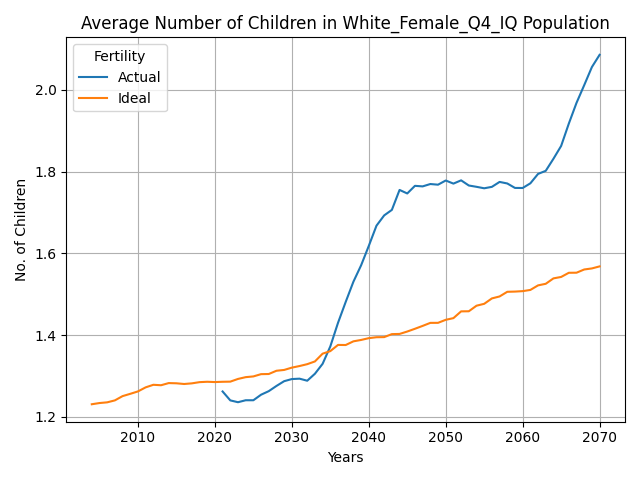 Average Number of Children in White_Female_Q4_IQ Population
Fertility
Actual
Ideal
No. of Children
2.0
1.8
1.6
1.4
1.2
2010 2020 2030 2040 2050 2060 2070
Years